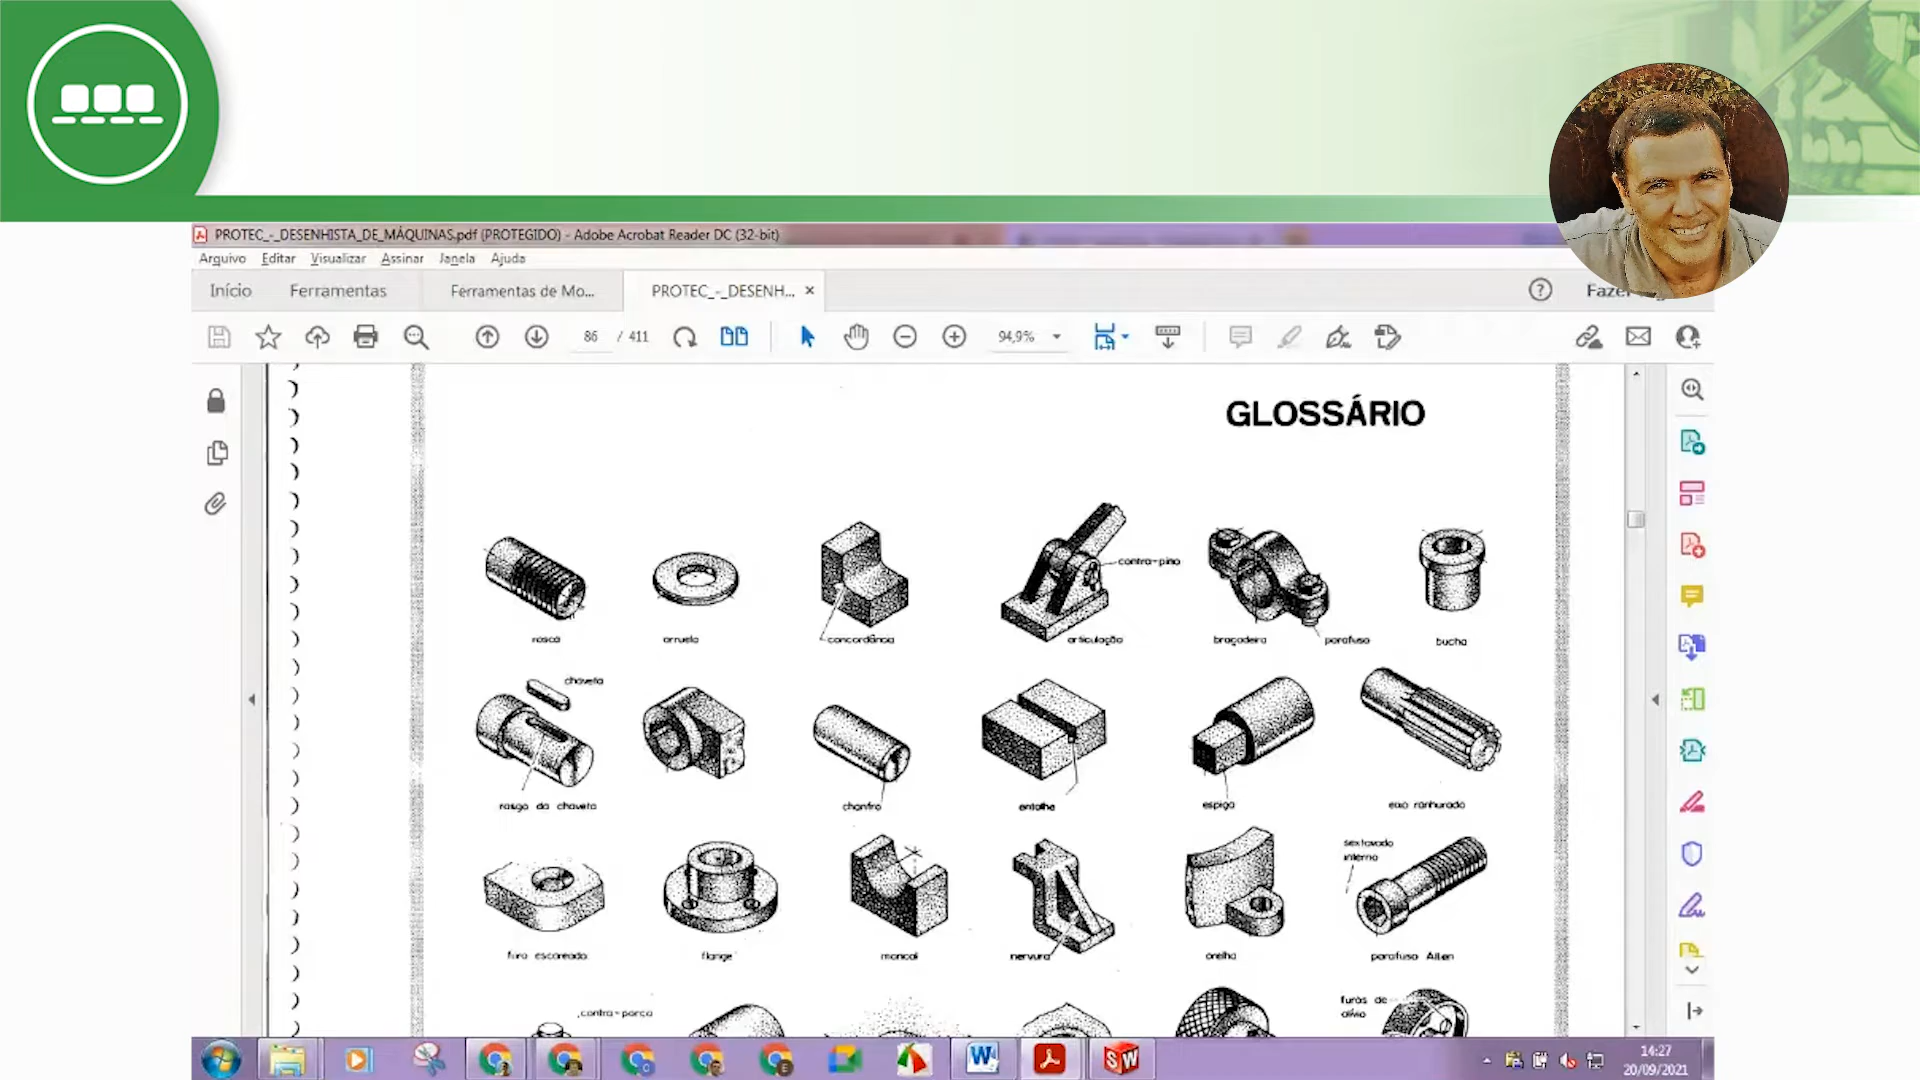 PROTEC_-_DESENHISTA_DE_MÁQUINAS.pdf (PROTEGIDO) - Adobe Acrobat Reader DC (32-bit)
Arquivo Editar Visualizar Assinar Janela Ajuda
Início Ferramentas Ferramentas de Mo... PROTEC_-_DESENH... × ?
86 / 411 94,9%
GLOSSÁRIO
contra-pino
rosca arruela concordância articulação braçadeira parafuso bucha
chaveta
rasgo da chaveta chanfro entalhe espiga eixo ranhurado
sextavado
interno
furo escareado flange mancal nervura orelha parafuso Allen
contra-porca
furos de
alívio
14:27
20/09/2021